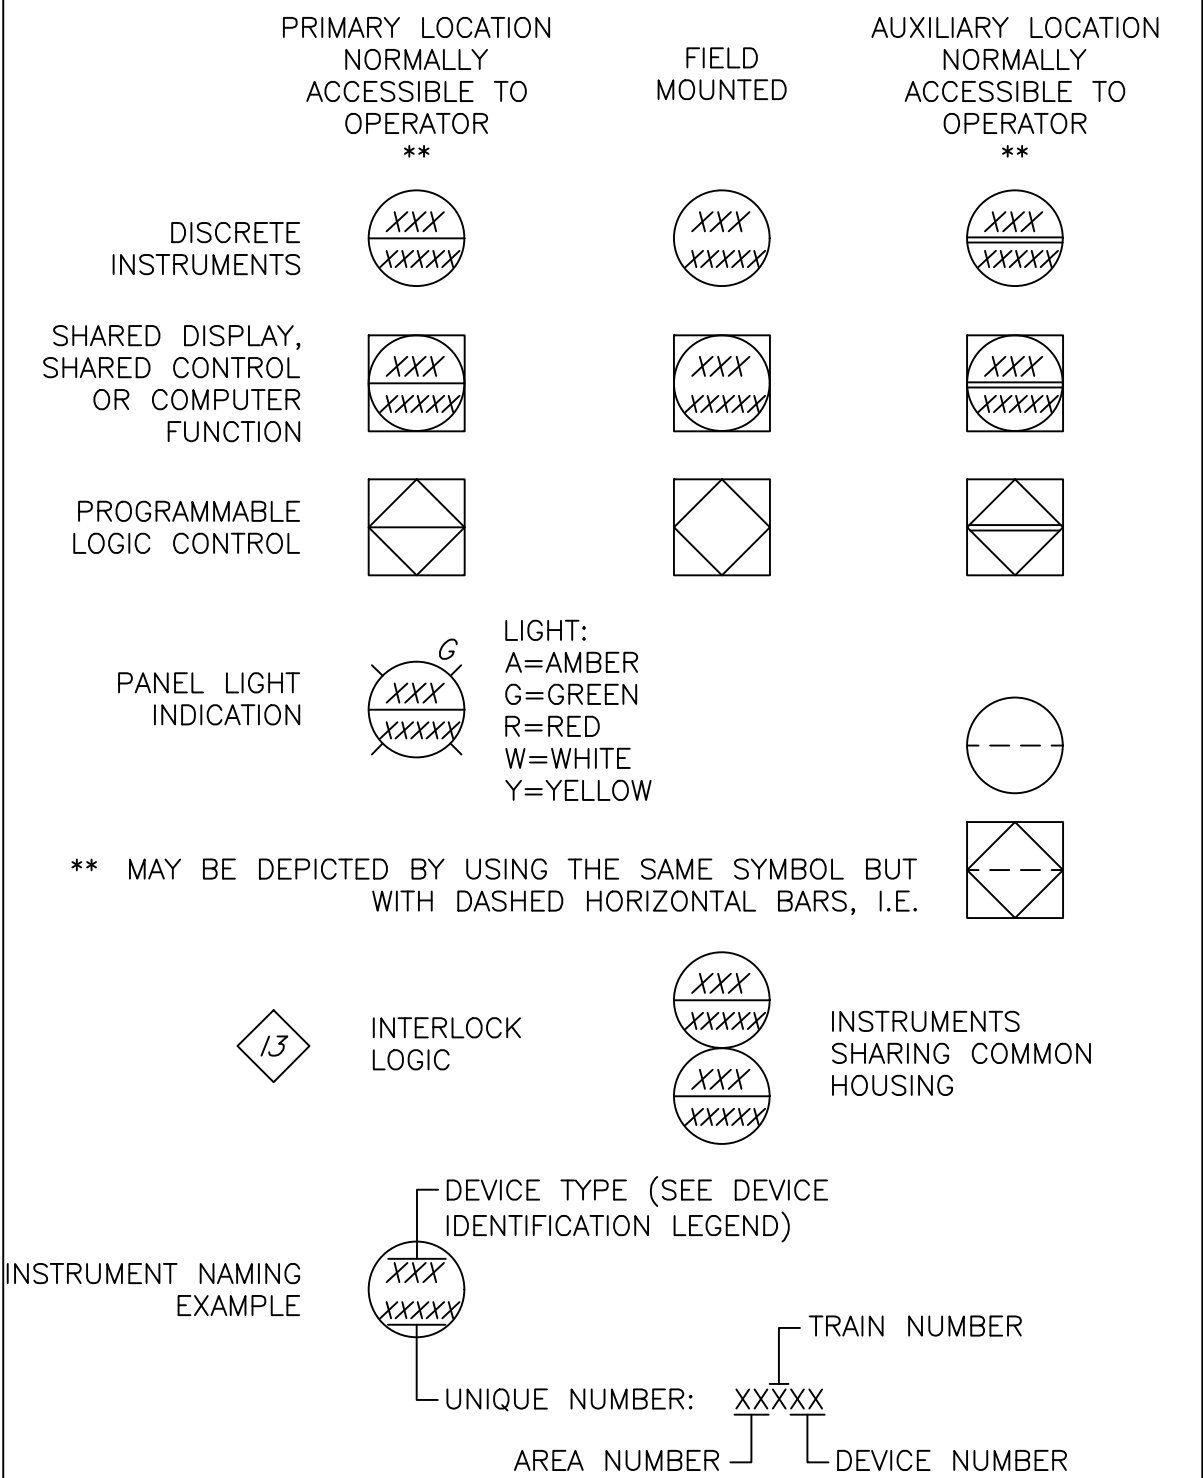 PRIMARY LOCATION
NORMALLY
ACCESSIBLE TO
OPERATOR
**
FIELD
MOUNTED
AUXILIARY LOCATION
NORMALLY
ACCESSIBLE TO
OPERATOR
**
DISCRETE
INSTRUMENTS
XXX
XXXXX
XXX
XXXXX
XXX
XXXXX
SHARED DISPLAY,
SHARED CONTROL
OR COMPUTER
FUNCTION
XXX
XXXXX
XXX
XXXXX
XXX
XXXXX
PROGRAMMABLE
LOGIC CONTROL
PANEL LIGHT
INDICATION
G
XXX
XXXXX
LIGHT:
A=AMBER
G=GREEN
R=RED
W=WHITE
Y=YELLOW
** MAY BE DEPICTED BY USING THE SAME SYMBOL BUT
WITH DASHED HORIZONTAL BARS, I.E.
13
INTERLOCK
LOGIC
XXX
XXXXX
XXX
XXXXX
INSTRUMENTS
SHARING COMMON
HOUSING
DEVICE TYPE (SEE DEVICE
IDENTIFICATION LEGEND)
INSTRUMENT NAMING
EXAMPLE
XXX
XXXXX
TRAIN NUMBER
UNIQUE NUMBER: XXXXX
AREA NUMBER
DEVICE NUMBER